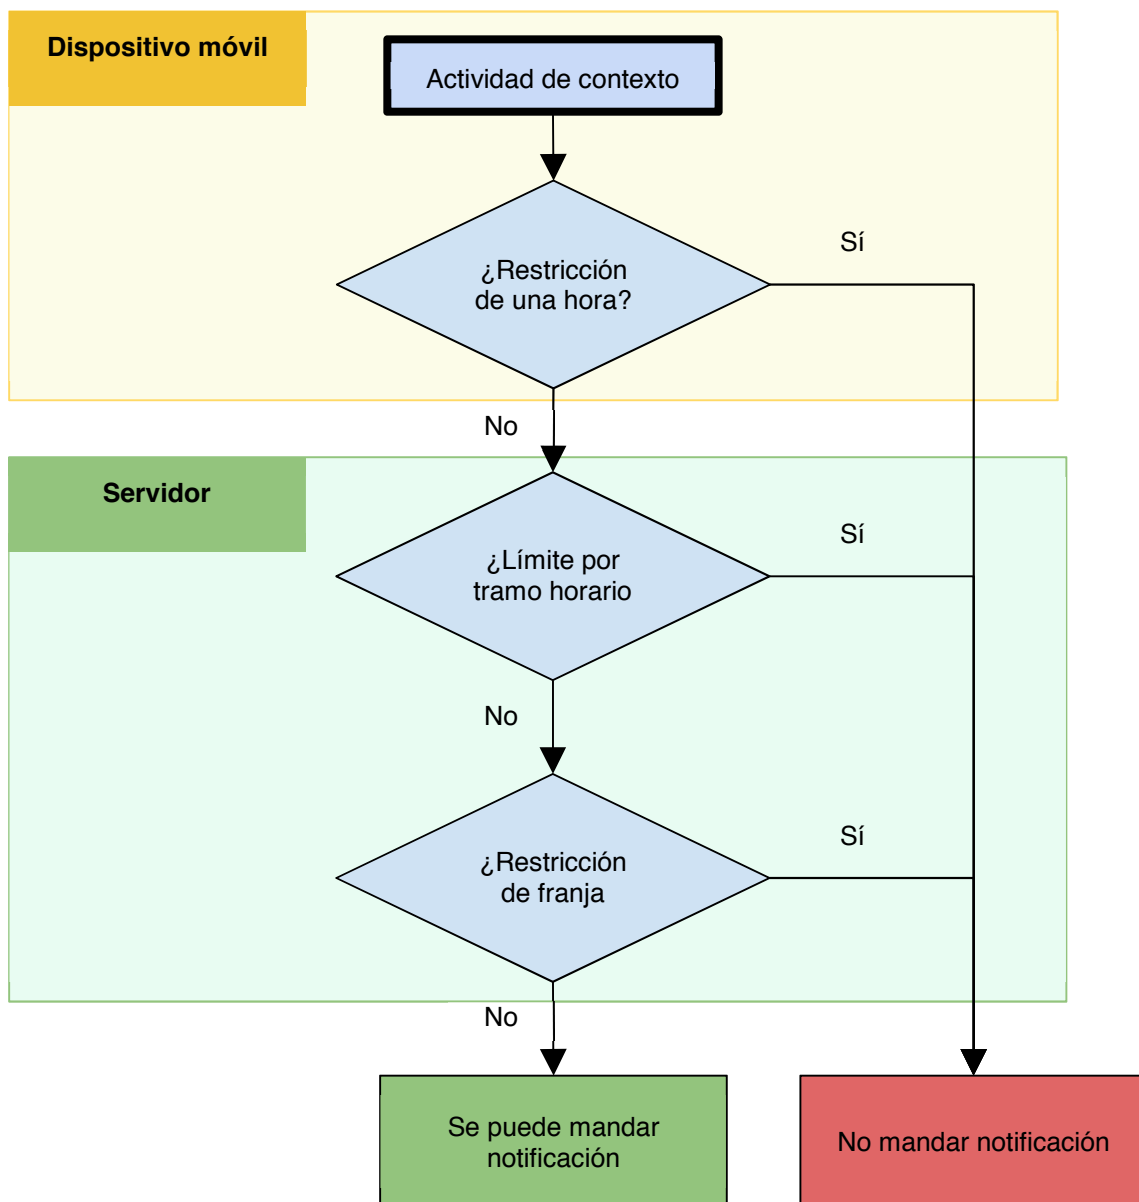 Dispositivo móvil
Actividad de contexto
Sí
¿Restricción
de una hora?
No
Servidor
Sí
¿Límite por
tramo horario
No
Sí
¿Restricción
de franja
No
Se puede mandar
notificación
No mandar notificación